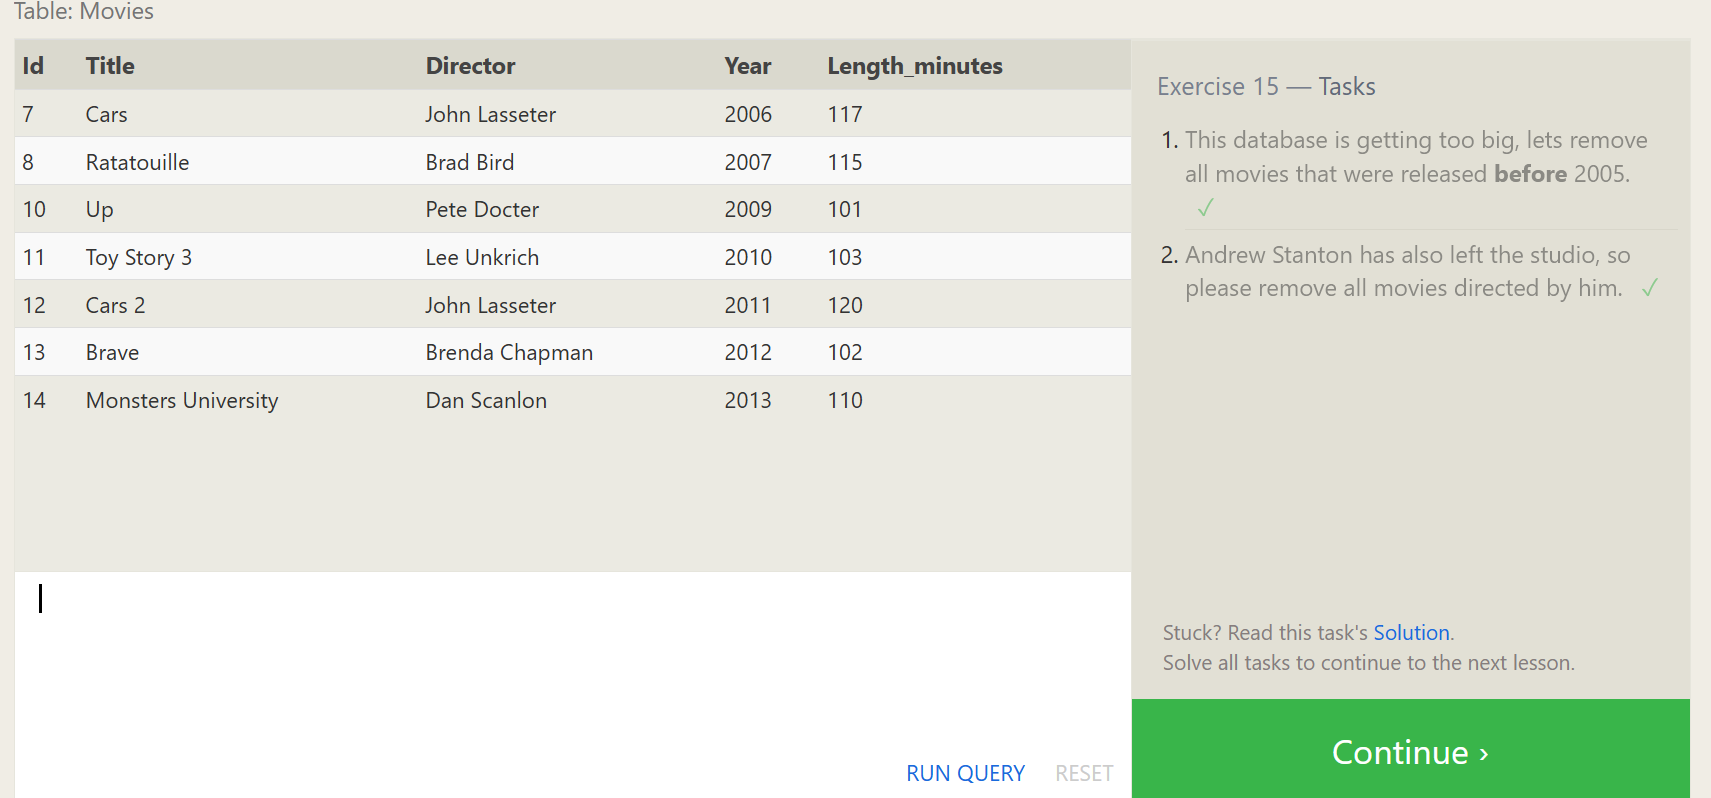 Table: Movies
Id Title Director Year Length_minutes
7 Cars John Lasseter 2006 117
8 Ratatouille Brad Bird 2007 115
10 Up Pete Docter 2009 101
11 Toy Story 3 Lee Unkrich 2010 103
12 Cars 2 John Lasseter 2011 120
13 Brave Brenda Chapman 2012 102
14 Monsters University Dan Scanlon 2013 110
RUN QUERY RESET
Exercise 15 — Tasks
1. This database is getting too big, lets remove
all movies that were released before 2005.
✓
2. Andrew Stanton has also left the studio, so
please remove all movies directed by him. ✓
Stuck? Read this task's Solution.
Solve all tasks to continue to the next lesson.
Continue ›